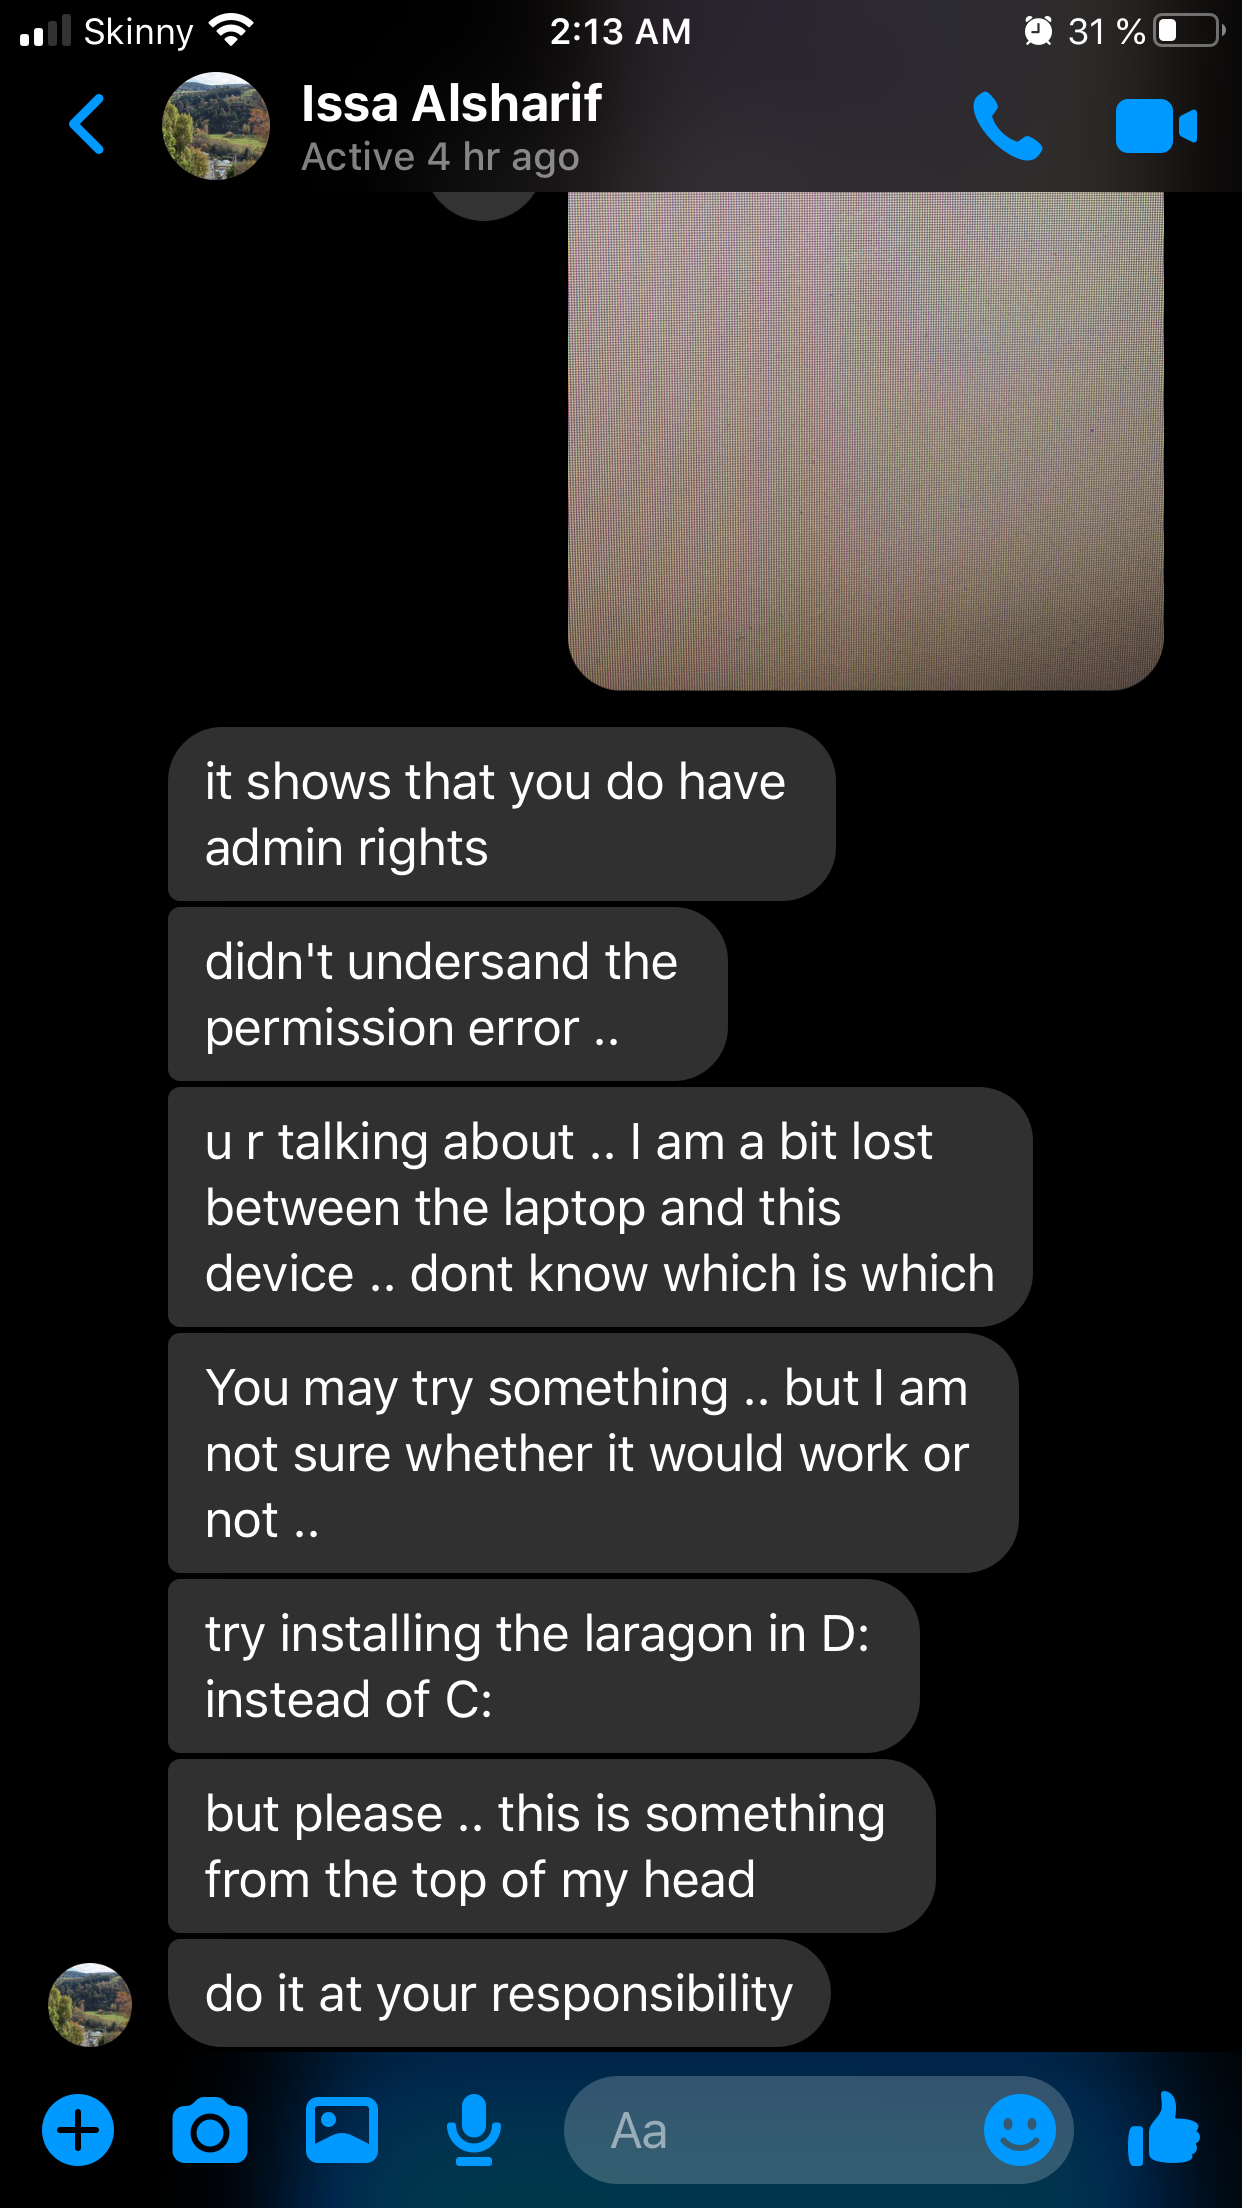 Skinny 2:13 AM 31 %
Issa Alsharif
Active 4 hr ago
it shows that you do have
admin rights
didn't undersand the
permission error ..
u r talking about .. I am a bit lost
between the laptop and this
device .. dont know which is which
You may try something .. but I am
not sure whether it would work or
not ..
try installing the laragon in D:
instead of C:
but please .. this is something
from the top of my head
do it at your responsibility
Aa